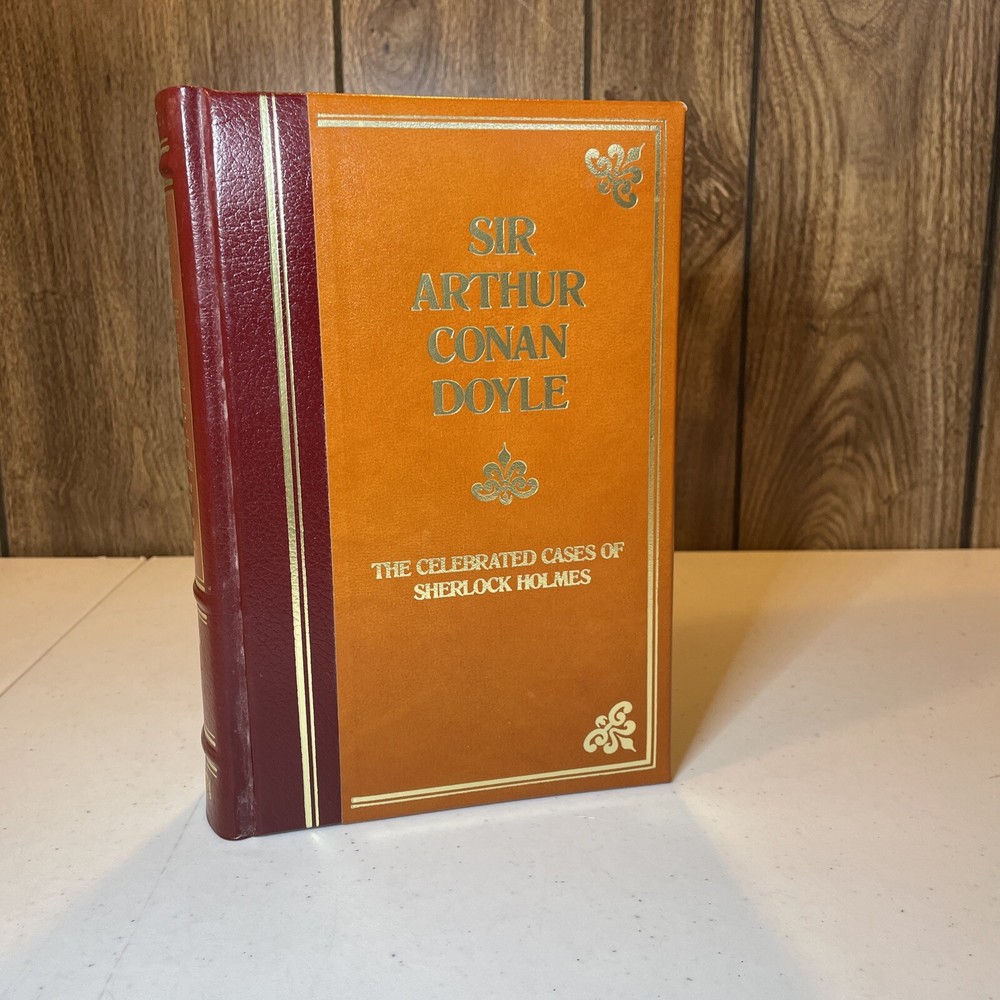 SIR
ARTHUR
CONAN
DOYLE
THE CELEBRATED CASES OF
SHERLOCK HOLMES